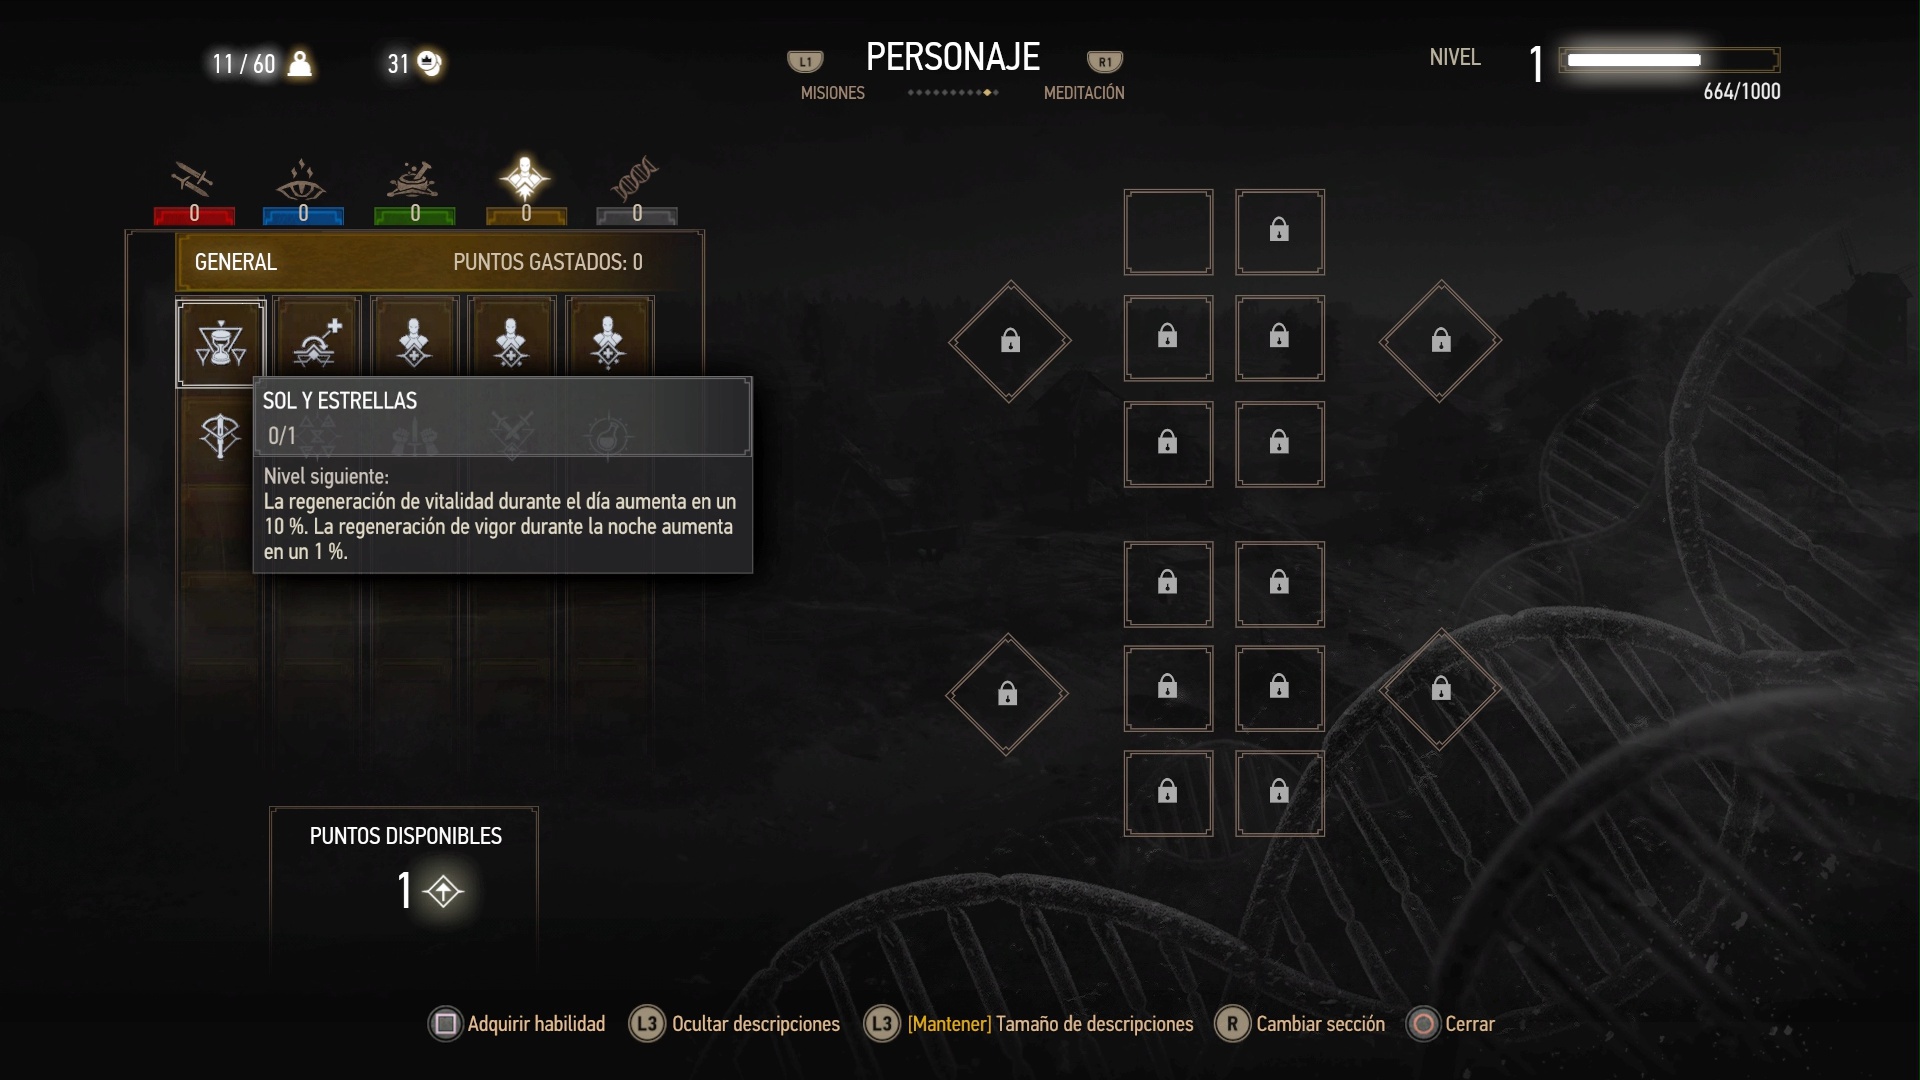 11 / 60
31
L1
PERSONAJE
R1
MISIONES
MEDITACIÓN
NIVEL
1
664/1000
0
0
0
0
0
GENERAL
PUNTOS GASTADOS: 0
SOL Y ESTRELLAS
0/1
Nivel siguiente:
La regeneración de vitalidad durante el día aumenta en un
10 %. La regeneración de vigor durante la noche aumenta
en un 1 %.
PUNTOS DISPONIBLES
1
Adquirir habilidad
L3 Ocultar descripciones
L3 [Mantener] Tamaño de descripciones
R Cambiar sección
Cerrar